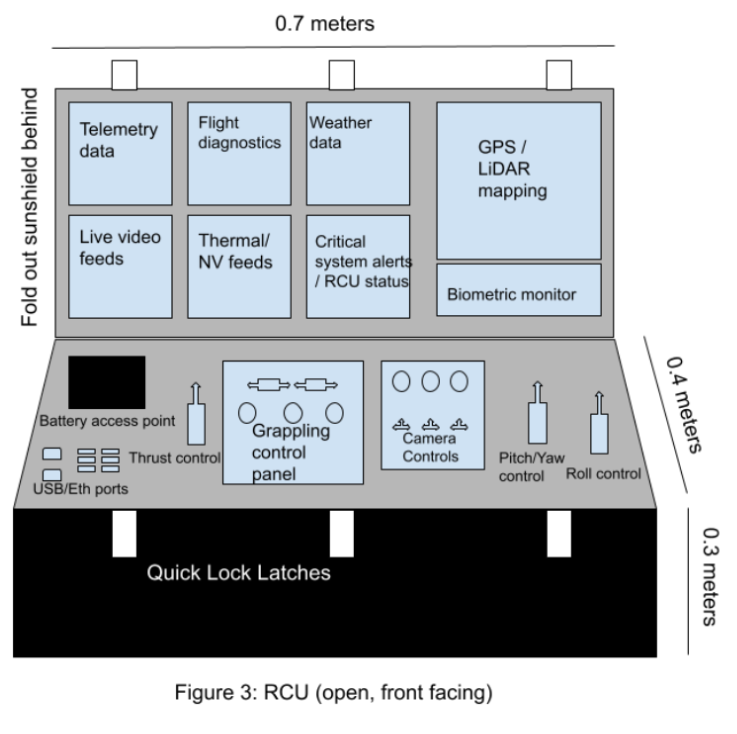 0.7 meters
Fold out sunshield behind
Telemetry
data
Flight
diagnostics
Weather
data
GPS /
LiDAR
mapping
Live video
feeds
Thermal/
NV feeds
Critical
system alerts
/ RCU status
Biometric monitor
0.4 meters
Battery access point
Thrust control
USB/Eth ports
Grappling
control
panel
Camera
Controls
Pitch/Yaw
control
Roll control
Quick Lock Latches
0.3 meters
Figure 3: RCU (open, front facing)